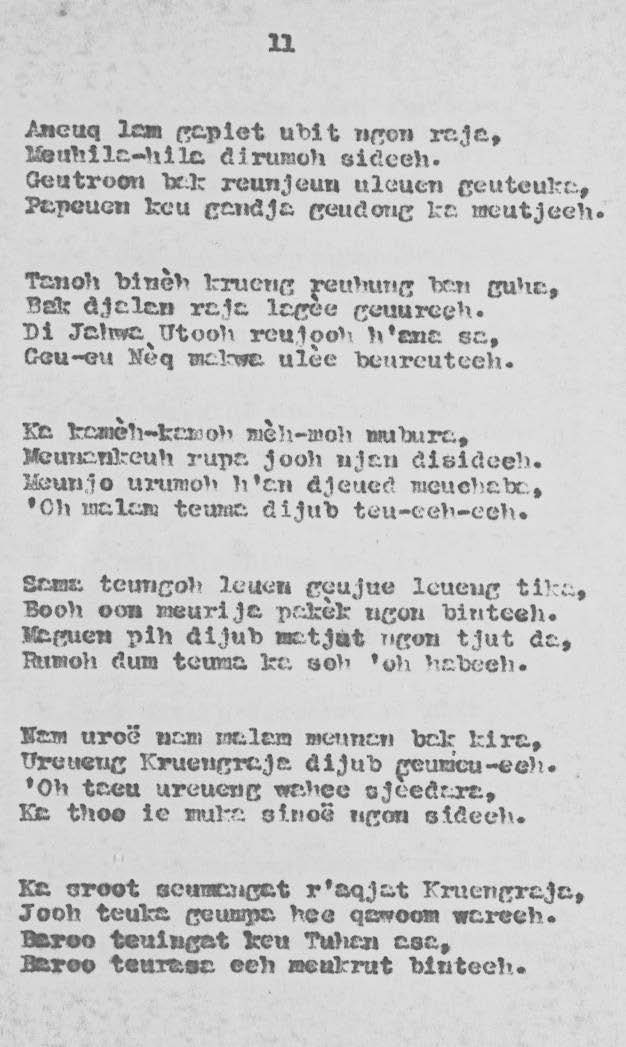 11
Aneuq lam gapiet ubit ngon raja,
Meuhila-hila dirumoh sideeh.
Geutroon bak reunjeun uleuen geuteuka,
Papeuen keu gandja geudong ka meutjeeh.
Tanoh binèh krueng reubung ban guha,
Bak djalan raja lagèe geuureeh.
Di Jahwa Utooh reujooh h'ana sa,
Geu-eu Nèq makwa ulèe beureuteeh.
Ka kamèh-kamoh mèh-moh mubura,
Meunankeuh rupa jooh njan disideeh.
Meunjo urumoh h'an djeued meuchaba,
'Oh malam teuma dijub teu-eeh-eeh.
Sama teungoh leuen geujue leueng tika,
Booh oon meurija pakèk ngon binteeh.
Maguen pih dijub matjut ngon tjut da,
Rumoh dum teuma ka soh 'oh habeeh.
Nam uroë nam malam meunan bak kira,
Ureueng Kruengraja dijub geumeu-eeh.
'Oh taeu ureueng wahee sjèedara,
Ka thoo ie muka sinoë ngon sideeh.
Ka sroot seumangat r'aqjat Kruengraja,
Jooh teuka geumpa hee qawoom wareeh.
Baroo teuingat keu Tuhan asa,
Baroo teurasa eeh meukrut binteeh.